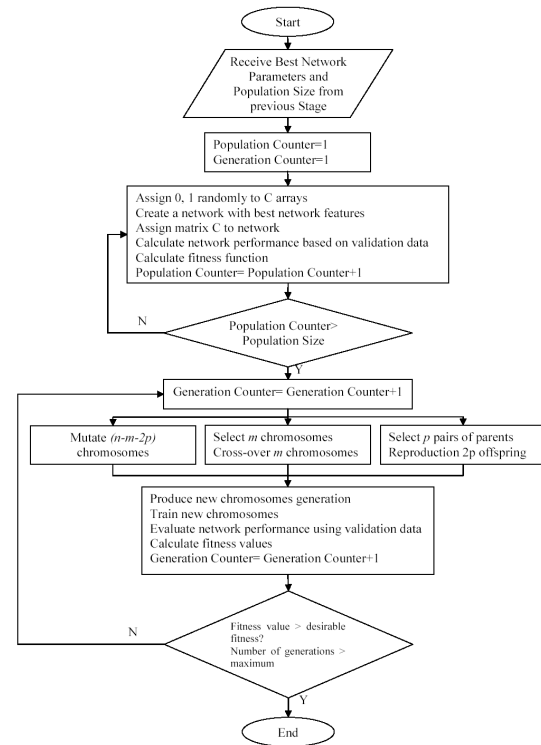 Start
Receive Best Network
Parameters and
Population Size from
previous Stage
Population Counter=1
Generation Counter=1
Assign 0, 1 randomly to C arrays
Create a network with best network features
Assign matrix C to network
Calculate network performance based on validation data
Calculate fitness function
Population Counter= Population Counter+1
N
Population Counter>
Population Size
Y
Generation Counter= Generation Counter+1
Mutate (n-m-2p)
chromosomes
Select m chromosomes
Cross-over m chromosomes
Select p pairs of parents
Reproduction 2p offspring
Produce new chromosomes generation
Train new chromosomes
Evaluate network performance using validation data
Calculate fitness values
Generation Counter= Generation Counter+1
N
Fitness value > desirable
fitness?
Number of generations >
maximum
Y
End